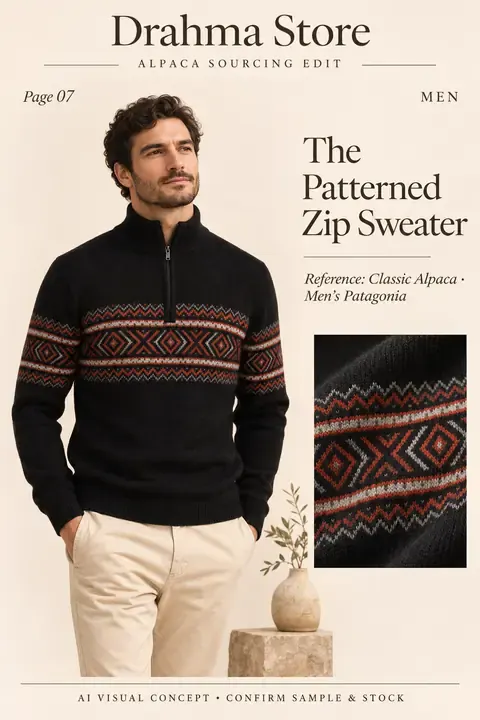 Drahma Store
ALPACA SOURCING EDIT
Page 07
MEN
The
Patterned
Zip Sweater
Reference: Classic Alpaca ·
Men's Patagonia
AI VISUAL CONCEPT • CONFIRM SAMPLE & STOCK